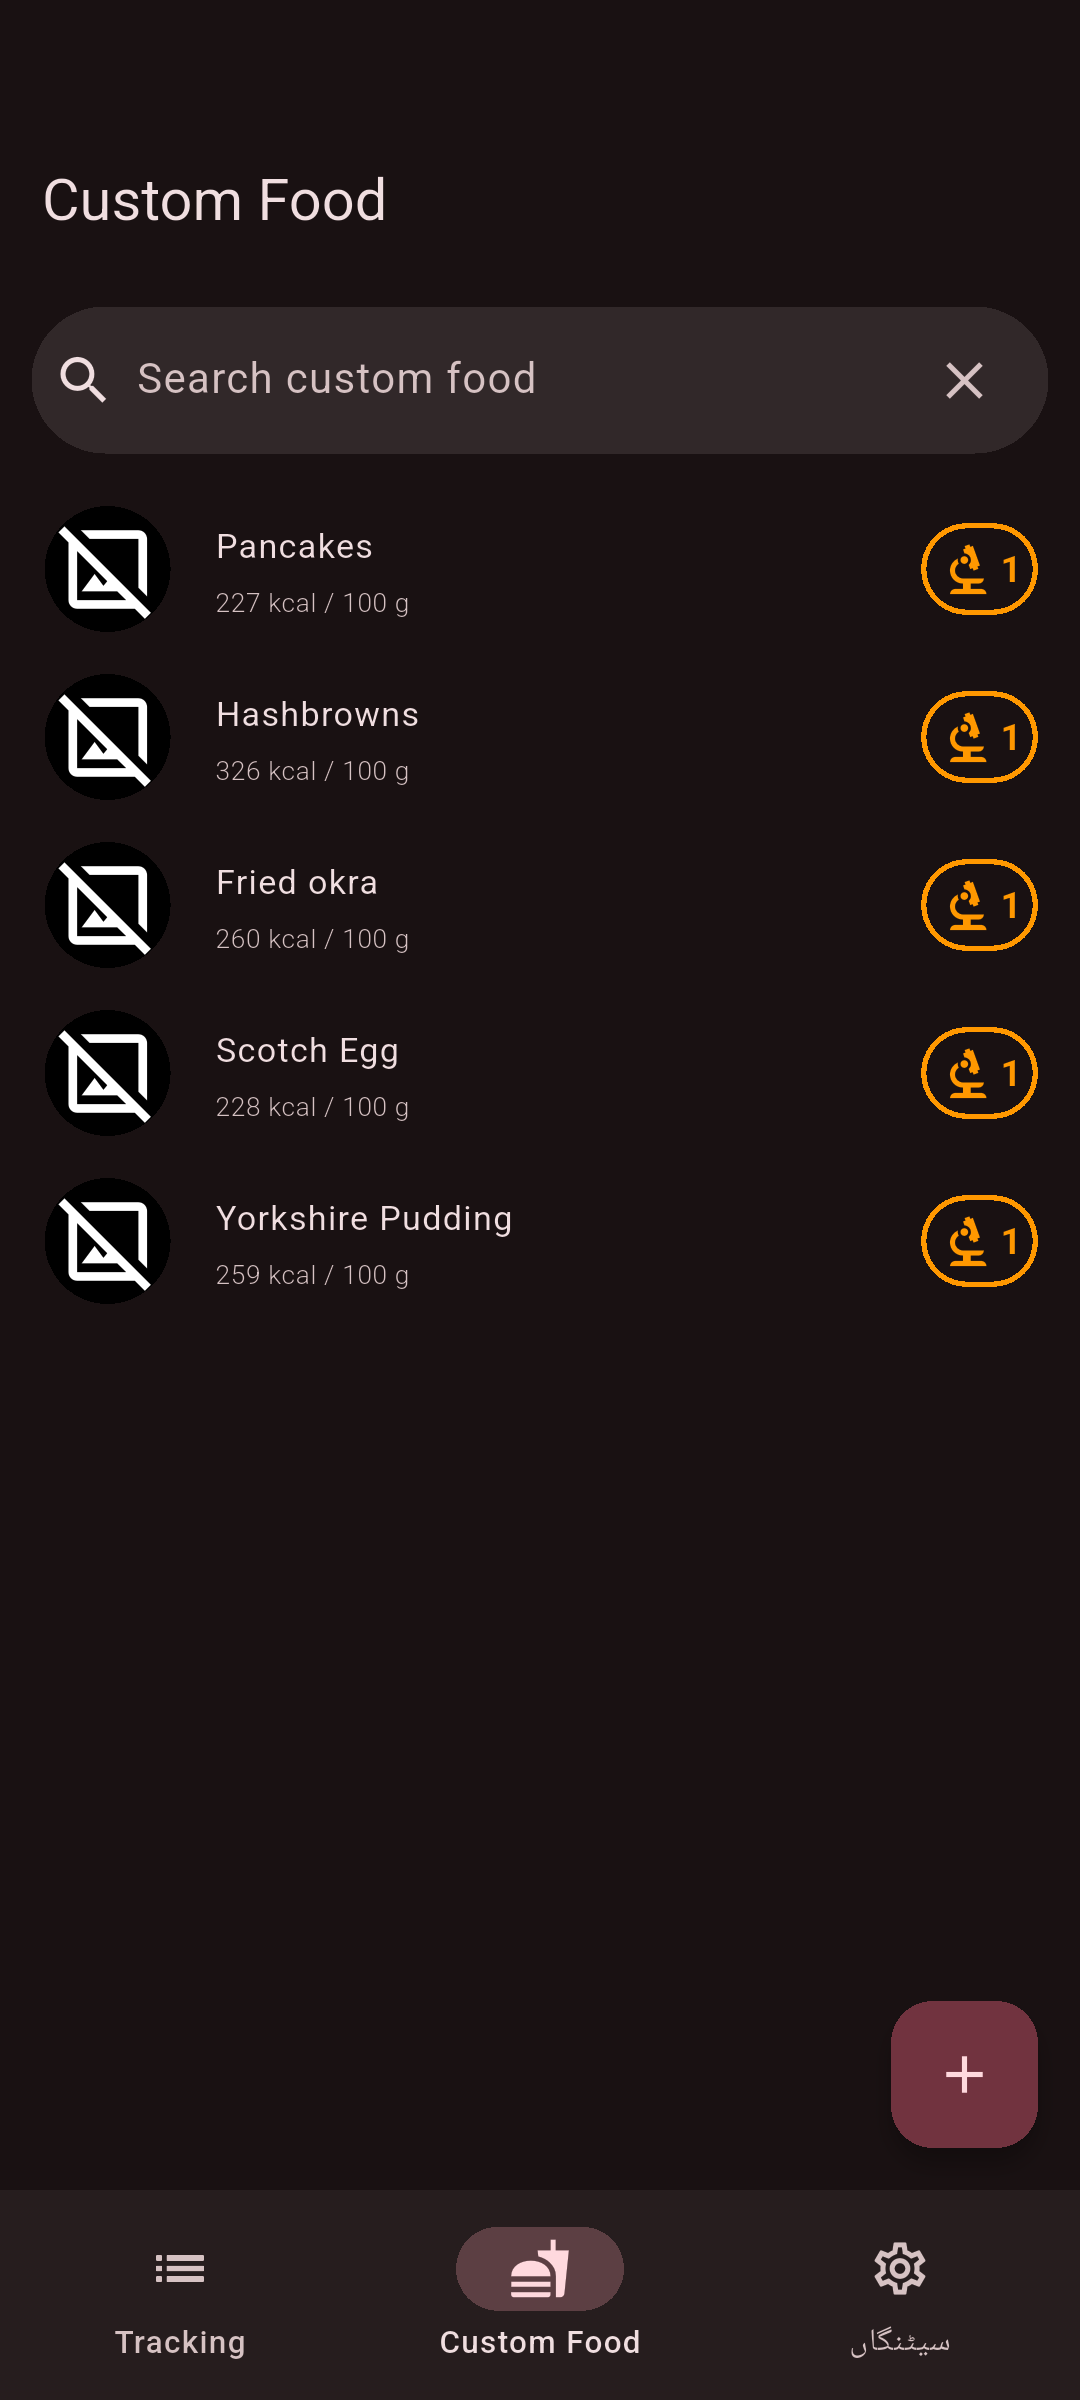 Custom Food
Search custom food
Pancakes
227 kcal / 100 g
1
Hashbrowns
326 kcal / 100 g
1
Fried okra
260 kcal / 100 g
1
Scotch Egg
228 kcal / 100 g
1
Yorkshire Pudding
259 kcal / 100 g
1
Tracking
Custom Food
سیٹنگاں